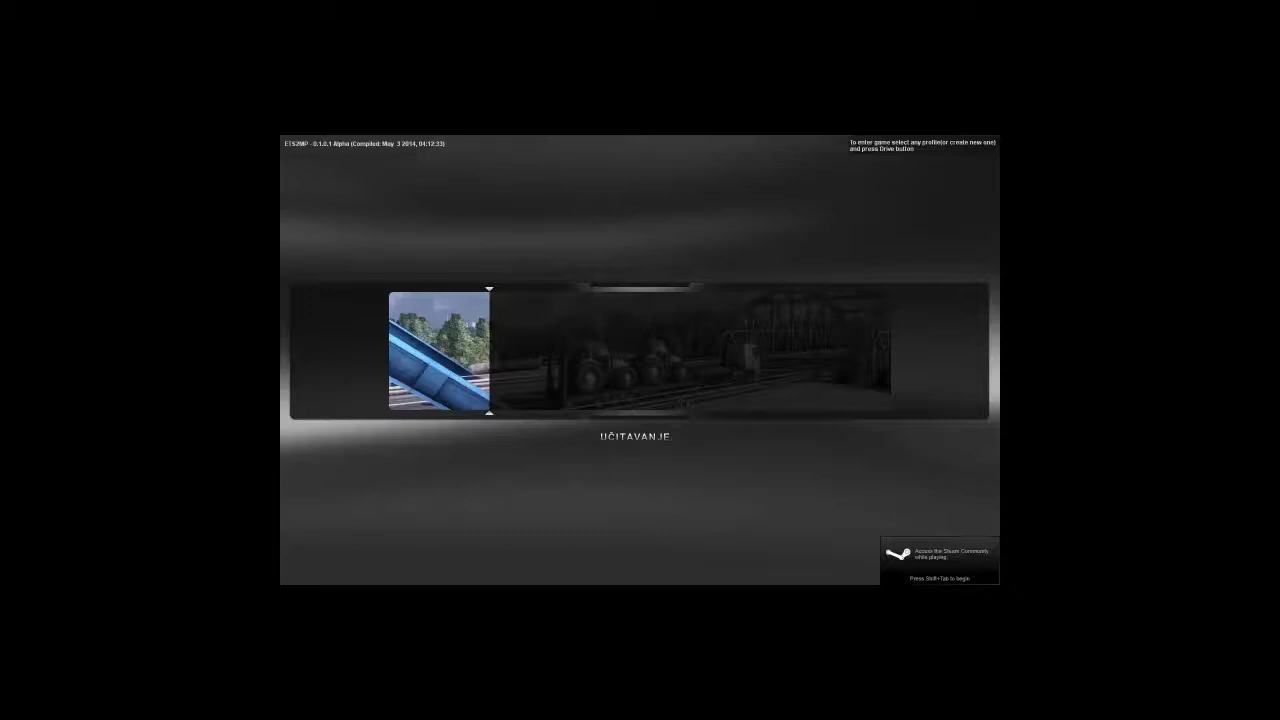 ETS2MP - 0.1.0.1 Alpha (Compiled: May  3 2014, 04:12:33)
To enter game select any profile(or create new one)
and press Drive button
UČITAVANJE
Access the Steam Community
while playing.
Press Shift+Tab to begin